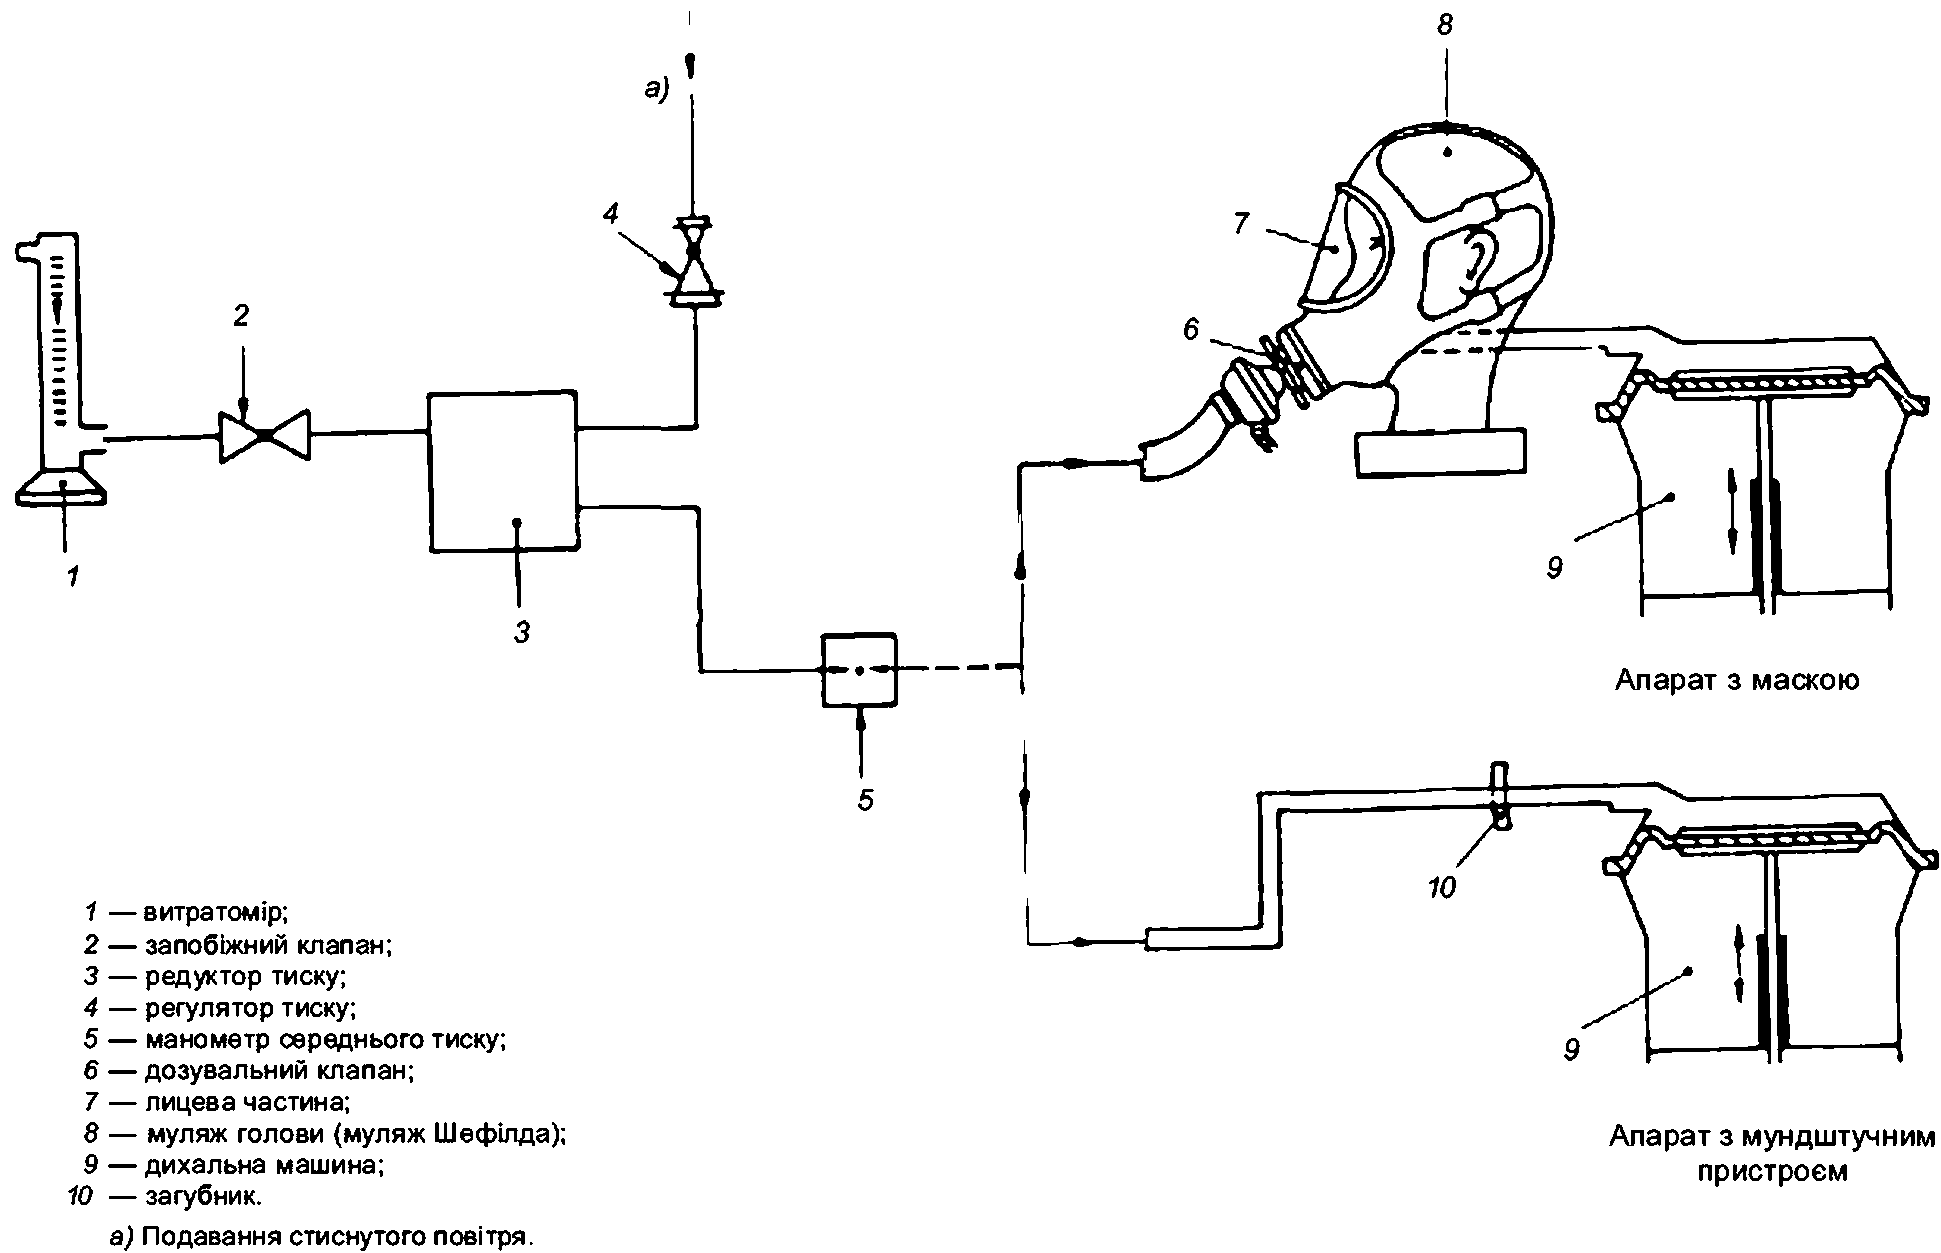 8
а)
4
7
2
6
1
9
3
Апарат з маскою
5
10
9
1 — витратомір;
2 — запобіжний клапан;
3 — редуктор тиску;
4 — регулятор тиску;
5 — манометр середнього тиску;
6 — дозувальний клапан;
7 — лицева частина;
8 — муляж голови (муляж Шефілда);
9 — дихальна машина;
10 — загубник.
а) Подавання стиснутого повітря.
Апарат з мундштучним
пристроєм